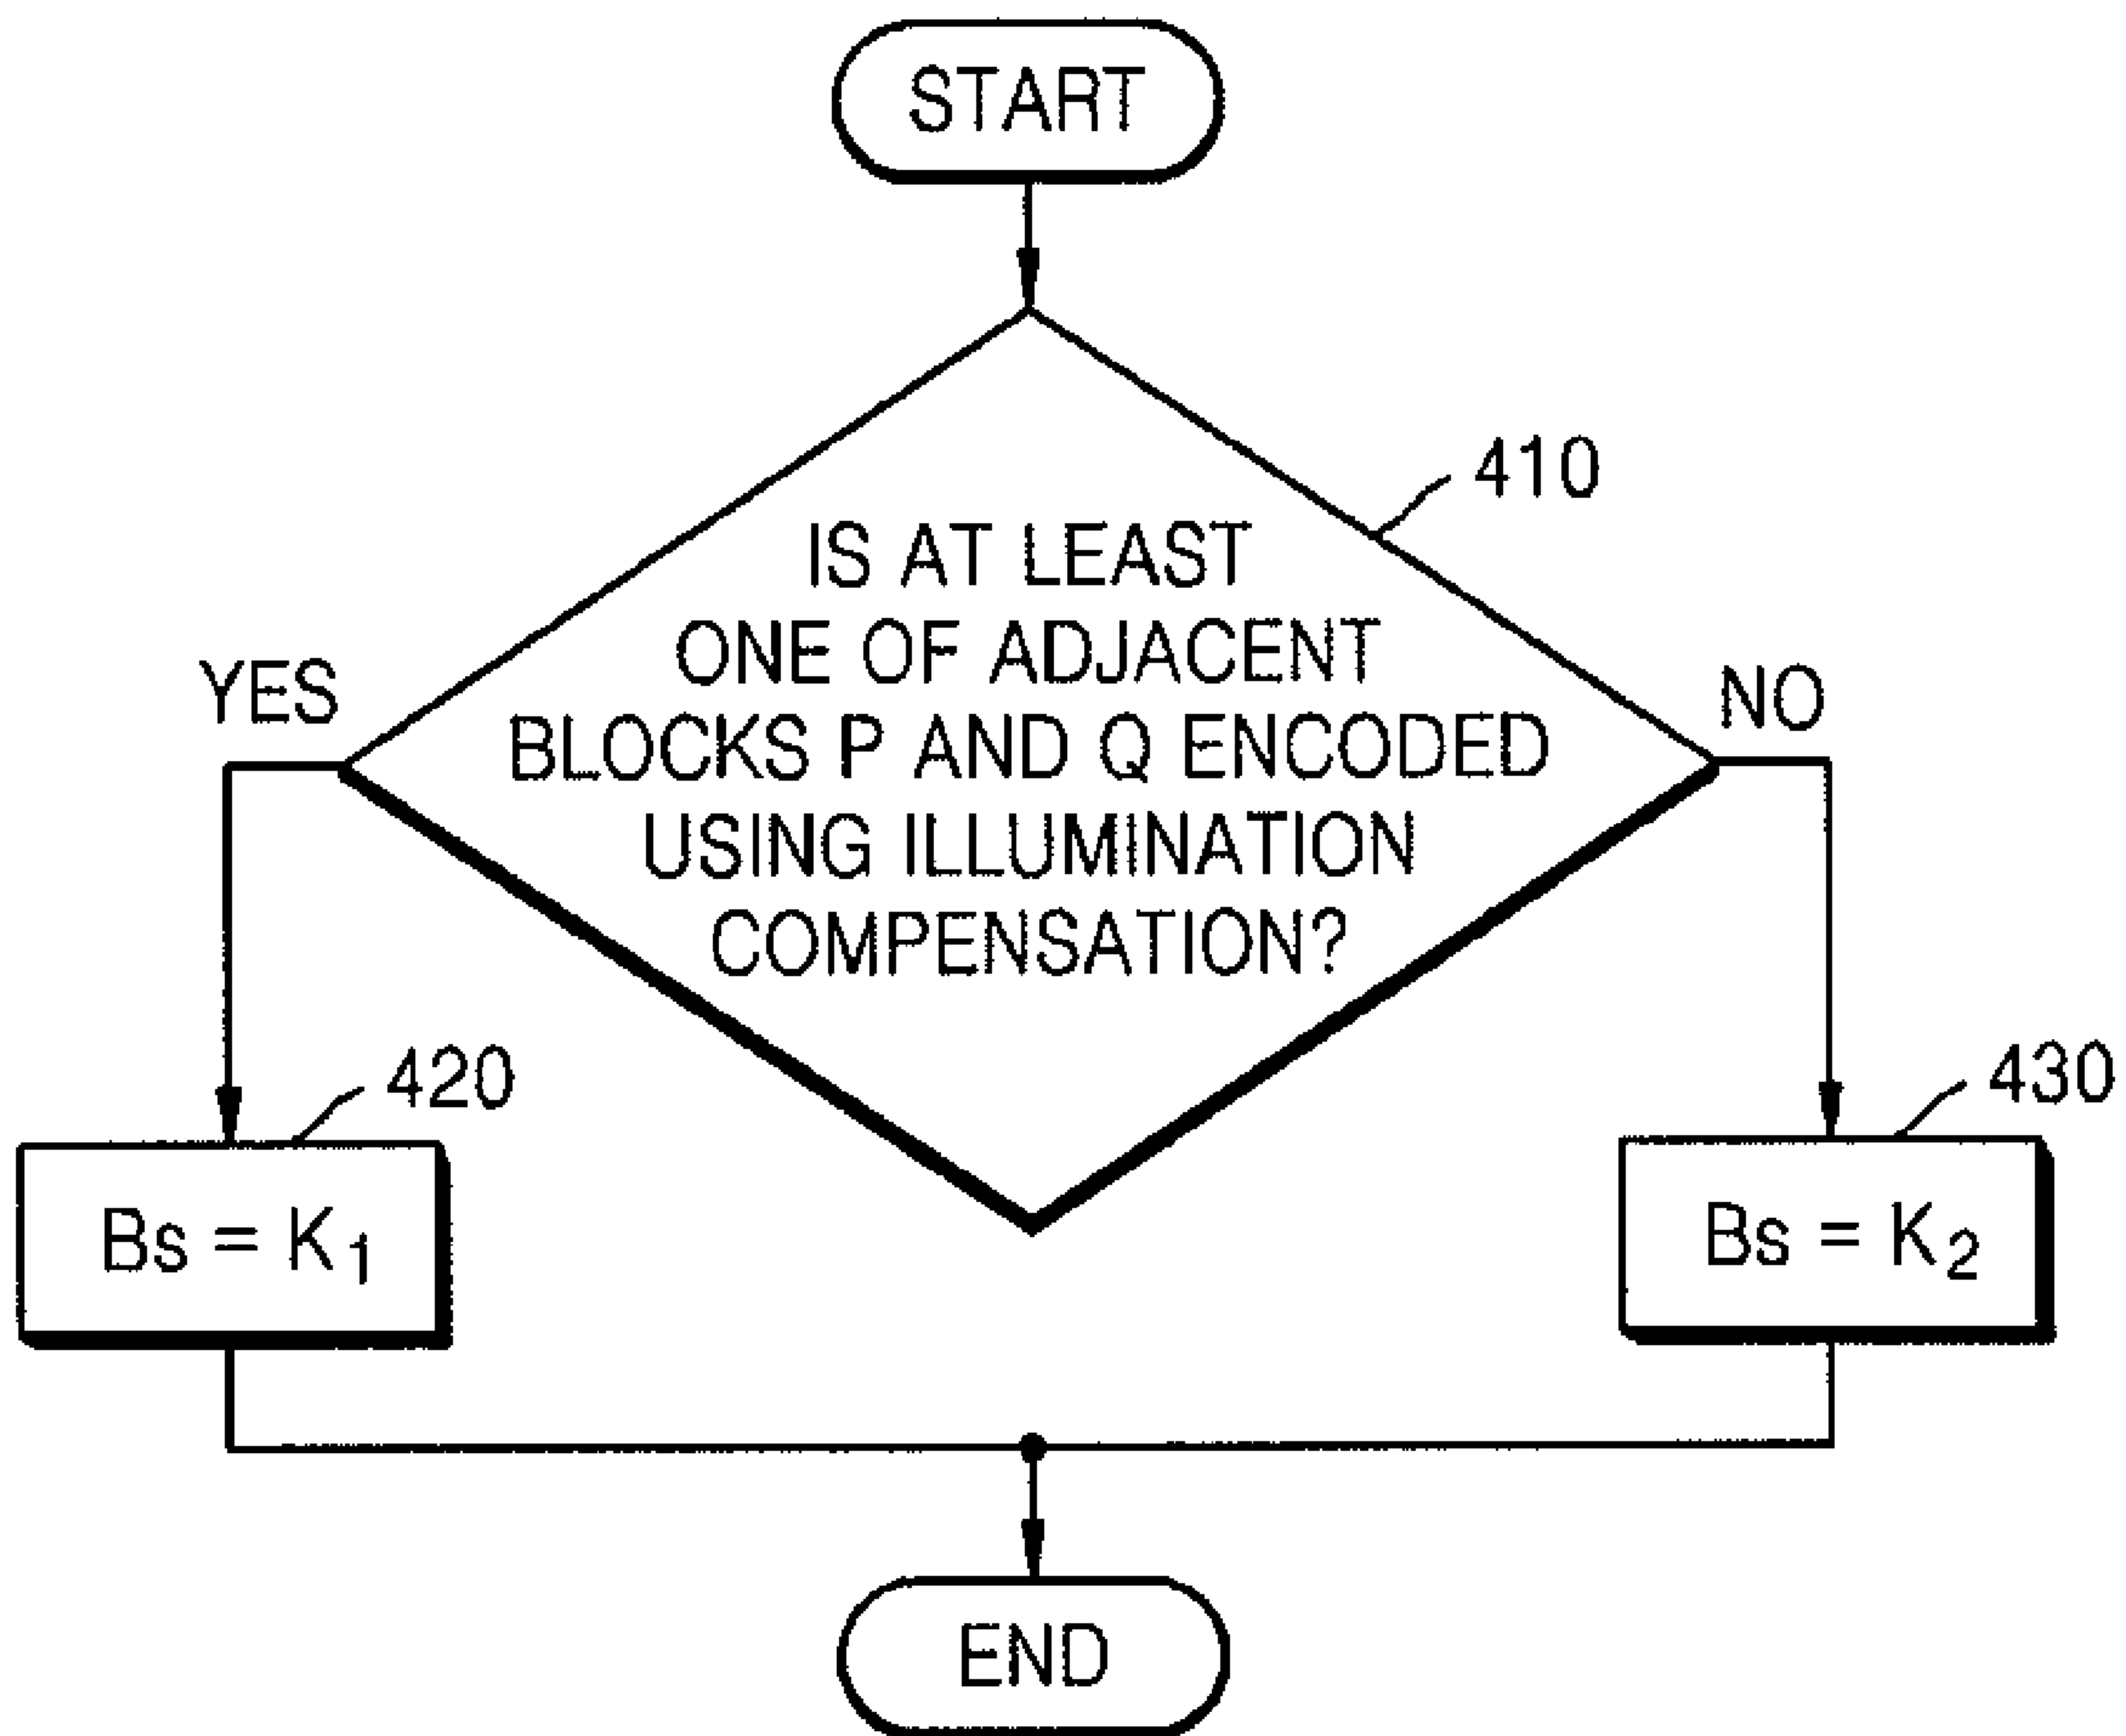 START
410
IS AT LEAST
ONE OF ADJACENT
BLOCKS P AND Q ENCODED
USING ILLUMINATION
COMPENSATION?
YES
NO
420
430
Bs = K1
Bs = K2
END